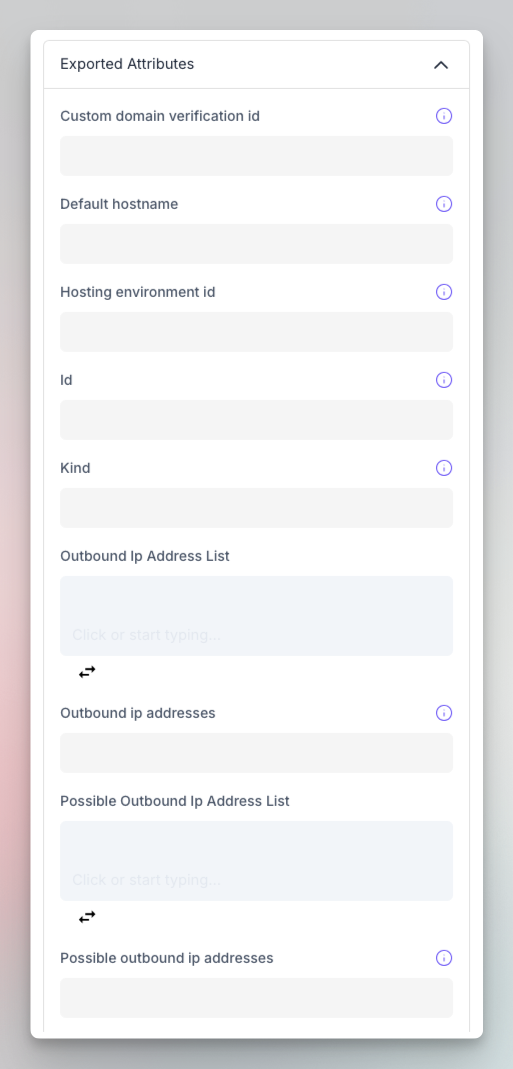 Exported Attributes
Custom domain verification id
Default hostname
Hosting environment id
Id
Kind
Outbound Ip Address List
Click or start typing...
Outbound ip addresses
Possible Outbound Ip Address List
Click or start typing...
Possible outbound ip addresses